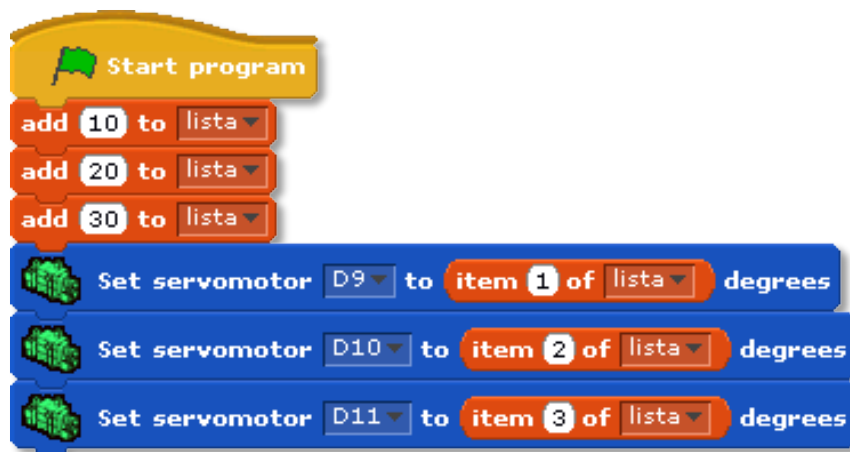 Start program
add 10 to lista
add 20 to lista
add 30 to lista
Set servomotor D9 to item 1 of lista degrees
Set servomotor D10 to item 2 of lista degrees
Set servomotor D11 to item 3 of lista degrees